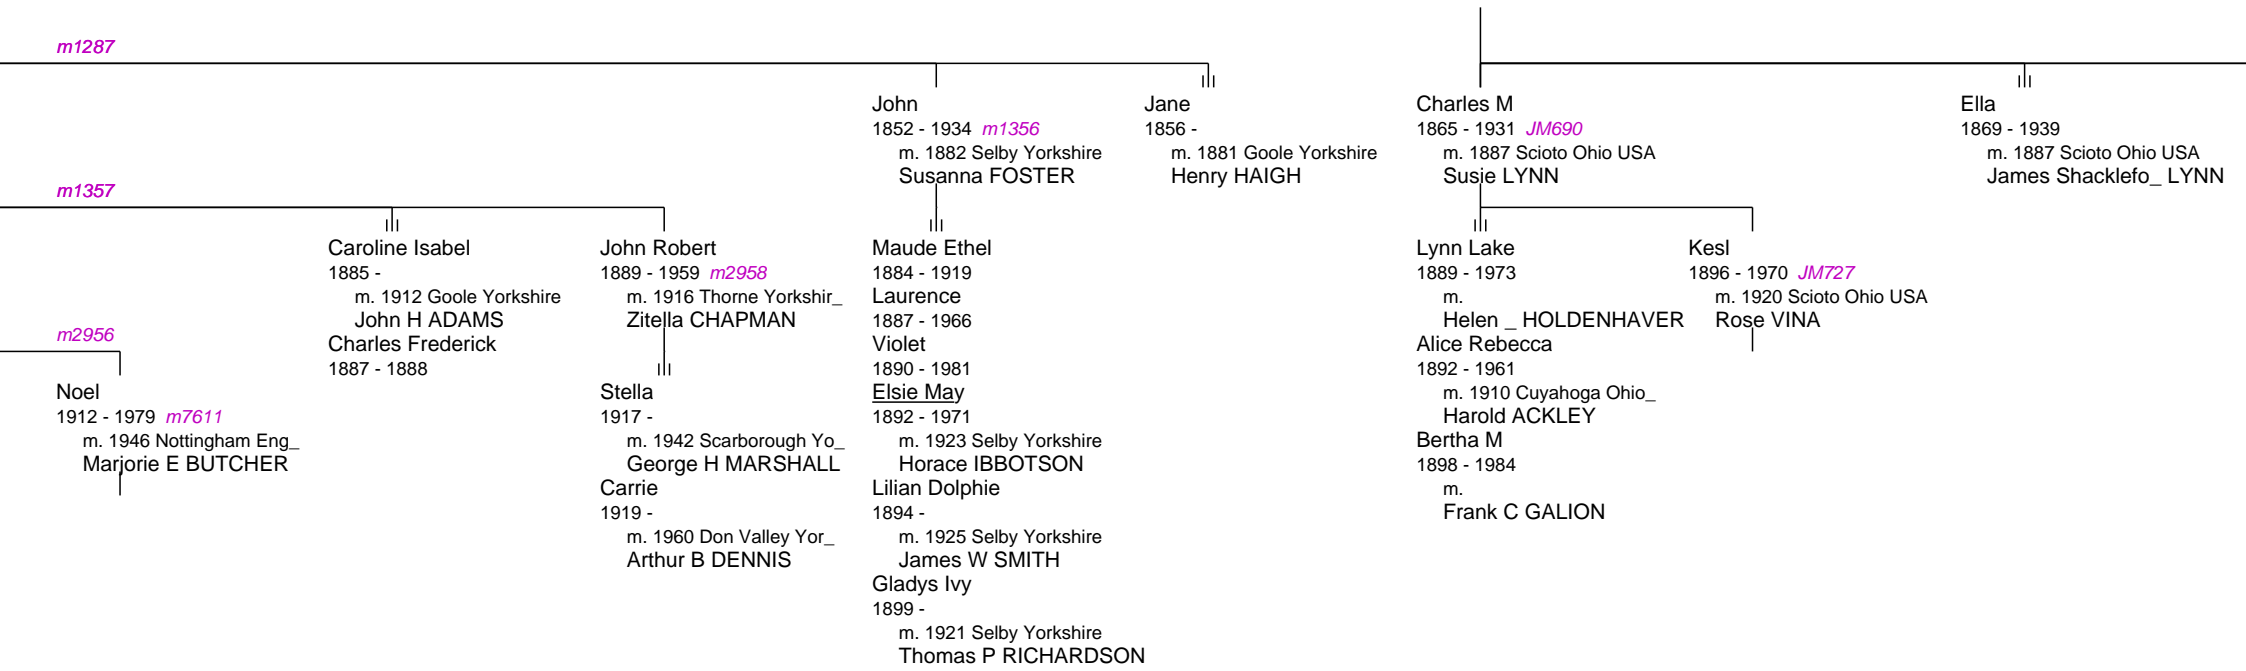 m1287
John
1852 - 1934 m1356
m. 1882 Selby Yorkshire
Susanna FOSTER
Jane
1856 -
m. 1881 Goole Yorkshire
Henry HAIGH
Charles M
1865 - 1931 JM690
m. 1887 Scioto Ohio USA
Susie LYNN
Ella
1869 - 1939
m. 1887 Scioto Ohio USA
James Shacklefo_ LYNN
m1357
Caroline Isabel
1885 -
m. 1912 Goole Yorkshire
John H ADAMS
Charles Frederick
1887 - 1888
John Robert
1889 - 1959 m2958
m. 1916 Thorne Yorkshir_
Zitella CHAPMAN
Maude Ethel
1884 - 1919
Laurence
1887 - 1966
Violet
1890 - 1981
Elsie May
1892 - 1971
m. 1923 Selby Yorkshire
Horace IBBOTSON
Lilian Dolphie
1894 -
m. 1925 Selby Yorkshire
James W SMITH
Gladys Ivy
1899 -
m. 1921 Selby Yorkshire
Thomas P RICHARDSON
Lynn Lake
1889 - 1973
m.
Helen _ HOLDENHAVER
Alice Rebecca
1892 - 1961
m. 1910 Cuyahoga Ohio_
Harold ACKLEY
Bertha M
1898 - 1984
m.
Frank C GALION
Kesl
1896 - 1970 JM727
m. 1920 Scioto Ohio USA
Rose VINA
m2956
Noel
1912 - 1979 m7611
m. 1946 Nottingham Eng_
Marjorie E BUTCHER
Stella
1917 -
m. 1942 Scarborough Yo_
George H MARSHALL
Carrie
1919 -
m. 1960 Don Valley Yor_
Arthur B DENNIS